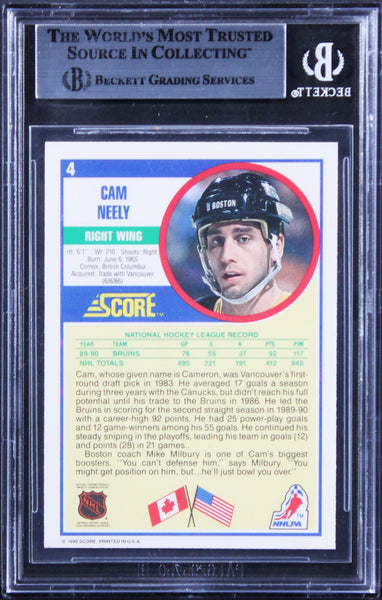 THE WORLD'S MOST TRUSTED
SOURCE IN COLLECTING™
BECKETT GRADING SERVICES
BECKETT
4
CAM
NEELY
RIGHT WING
Ht: 6'1" Wt: 210 Shoots: Right
Born: June 6, 1965
Comox, British Columbia
Acquired: Trade with Vancouver
(6/6/86)
BOSTON
SCORE™
NATIONAL HOCKEY LEAGUE RECORD
YEAR TEAM GP G A PTS PIM
89-90 BRUINS 76 55 37 92 117
NHL TOTALS 495 221 191 412 945
Cam, whose given name is Cameron, was Vancouver's first-
round draft pick in 1983. He averaged 17 goals a season
during three years with the Canucks, but didn't reach his full
potential until his trade to the Bruins in 1986. He led the
Bruins in scoring for the second straight season in 1989-90
with a career-high 92 points. He had 25 power-play goals
and 12 game-winners among his 55 goals. He continued his
steady sniping in the playoffs, leading his team in goals (12)
and points (28) in 21 games.
Boston coach Mike Milbury is one of Cam's biggest
boosters. "You can't defend him," says Milbury. "You
might get position on him, but...he'll just bowl you over."
NHL
NHLPA
TM
© 1990 SCORE, PRINTED IN U.S.A.